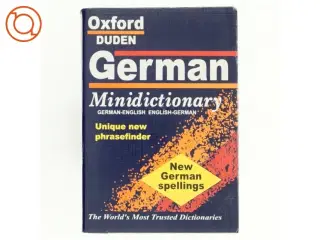 Oxford
DUDEN
German
Minidictionary
GERMAN-ENGLISH ENGLISH-GERMAN
Unique new
phrasefinder
New
German
spellings
The World's Most Trusted Dictionaries